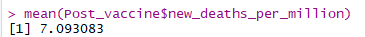 > mean(Post_vaccine$new_deaths_per_million)
[1] 7.093083